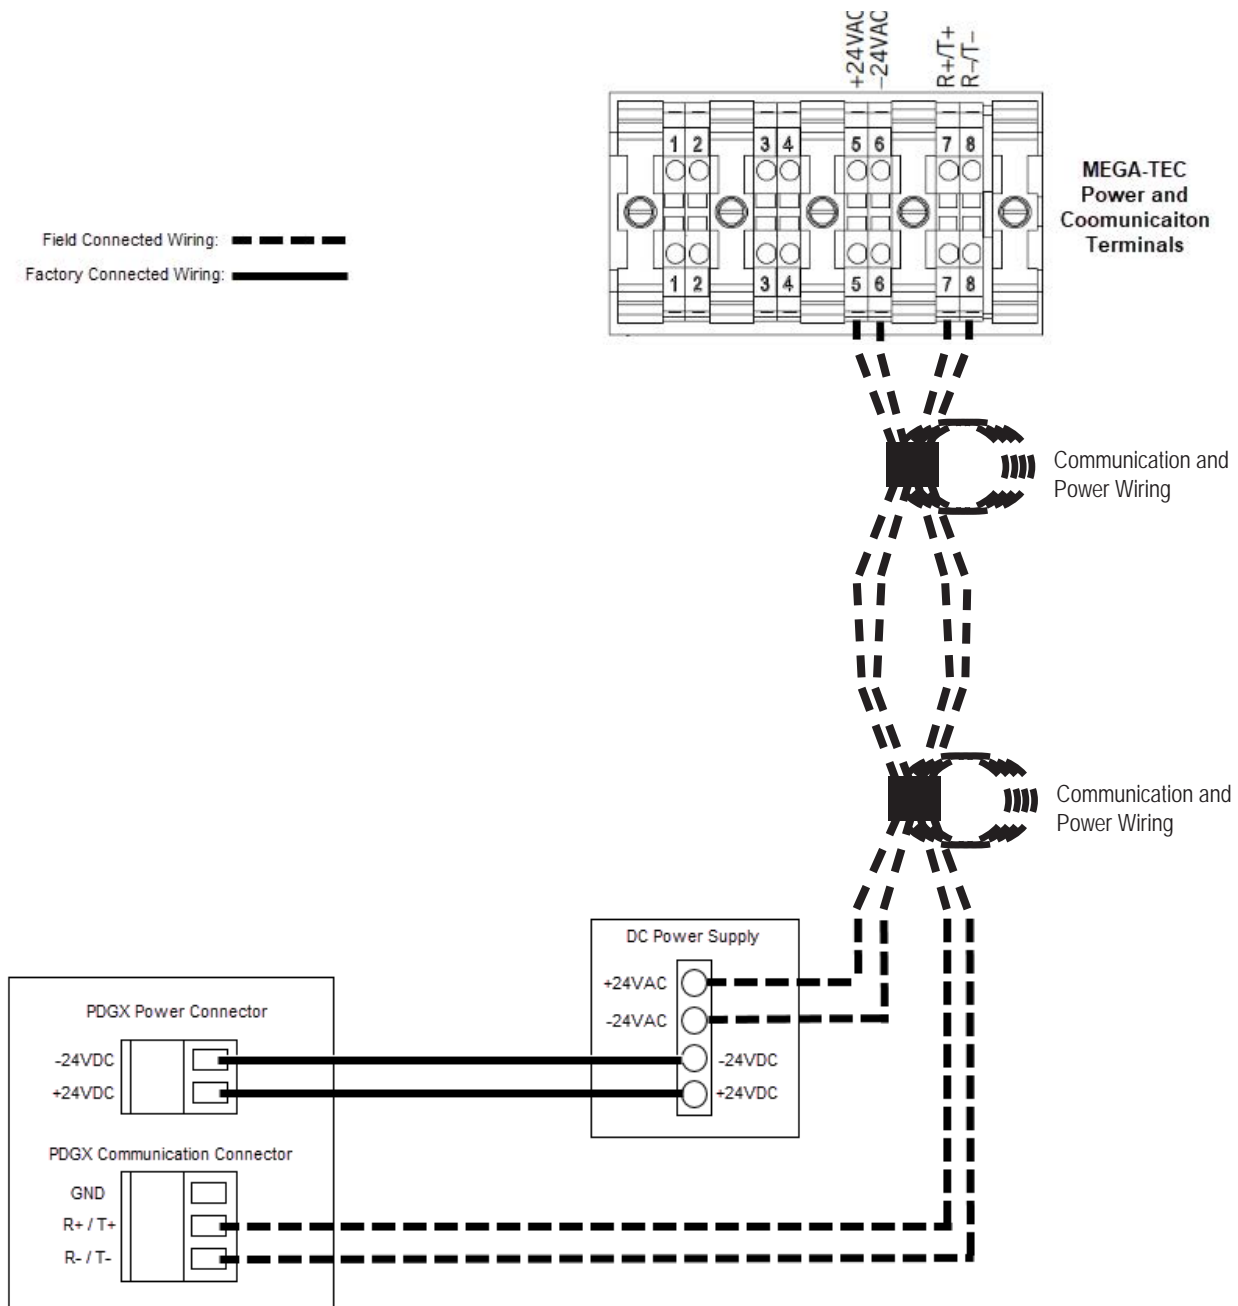 +24VAC
-24VAC
R+/T+
R-/T-
1 2 3 4 5 6 7 8
1 2 3 4 5 6 7 8
MEGA-TEC
Power and
Coomunicaiton
Terminals
Field Connected Wiring:
Factory Connected Wiring:
Communication and
Power Wiring
Communication and
Power Wiring
DC Power Supply
+24VAC
-24VAC
-24VDC
+24VDC
PDGX Power Connector
-24VDC
+24VDC
PDGX Communication Connector
GND
R+ / T+
R- / T-